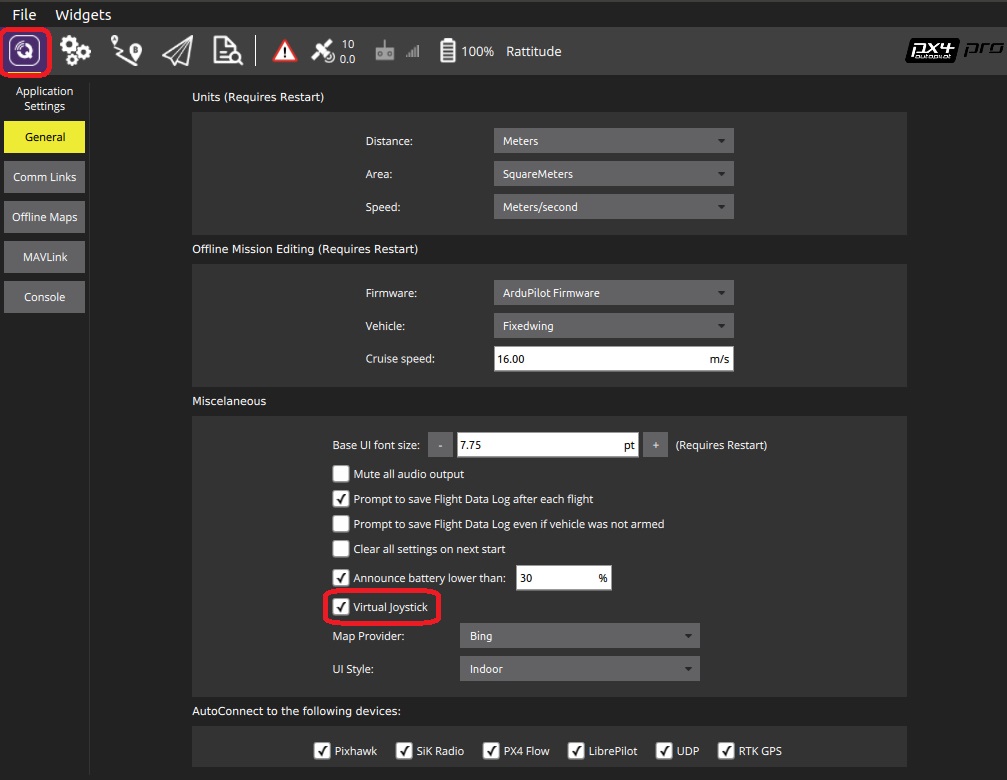 File Widgets
10
0.0
100% Rattitude
px4 pro
autopilot
Application
Settings
General
Comm Links
Offline Maps
MAVLink
Console
Units (Requires Restart)
Distance: Meters
Area: SquareMeters
Speed: Meters/second
Offline Mission Editing (Requires Restart)
Firmware: ArduPilot Firmware
Vehicle: Fixedwing
Cruise speed: 16.00 m/s
Miscelaneous
Base UI font size: - 7.75 pt + (Requires Restart)
Mute all audio output
Prompt to save Flight Data Log after each flight
Prompt to save Flight Data Log even if vehicle was not armed
Clear all settings on next start
Announce battery lower than: 30 %
Virtual Joystick
Map Provider: Bing
UI Style: Indoor
AutoConnect to the following devices:
Pixhawk SiK Radio PX4 Flow LibrePilot UDP RTK GPS